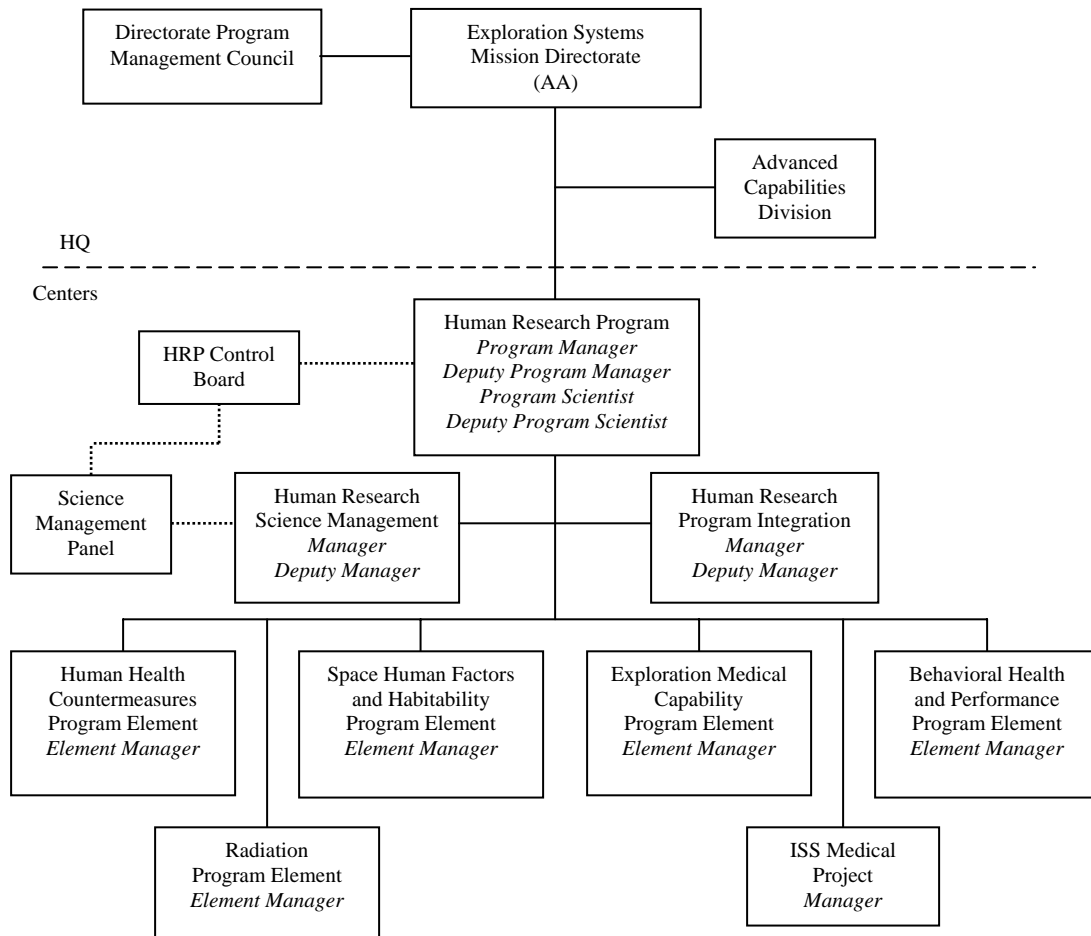 Directorate Program
Management Council
Exploration Systems
Mission Directorate
(AA)
Advanced
Capabilities
Division
HQ
Centers
Human Research Program
Program Manager
Deputy Program Manager
Program Scientist
Deputy Program Scientist
HRP Control
Board
Science
Management
Panel
Human Research
Science Management
Manager
Deputy Manager
Human Research
Program Integration
Manager
Deputy Manager
Human Health
Countermeasures
Program Element
Element Manager
Space Human Factors
and Habitability
Program Element
Element Manager
Exploration Medical
Capability
Program Element
Element Manager
Behavioral Health
and Performance
Program Element
Element Manager
Radiation
Program Element
Element Manager
ISS Medical
Project
Manager